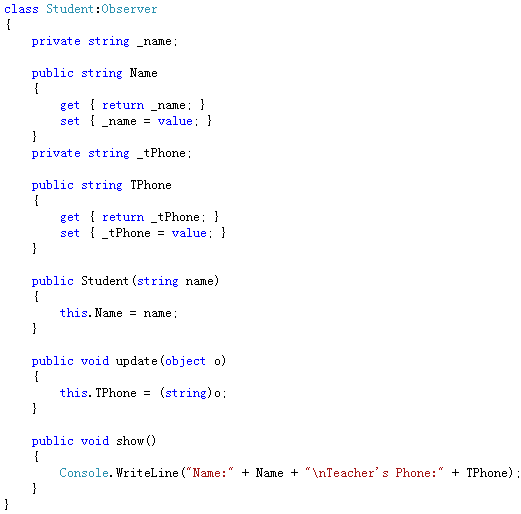 class Student:Observer
{
    private string _name;

    public string Name
    {
        get { return _name; }
        set { _name = value; }
    }
    private string _tPhone;

    public string TPhone
    {
        get { return _tPhone; }
        set { _tPhone = value; }
    }

    public Student(string name)
    {
        this.Name = name;
    }

    public void update(object o)
    {
        this.TPhone = (string)o;
    }

    public void show()
    {
        Console.WriteLine("Name:" + Name + "\nTeacher's Phone:" + TPhone);
    }
}